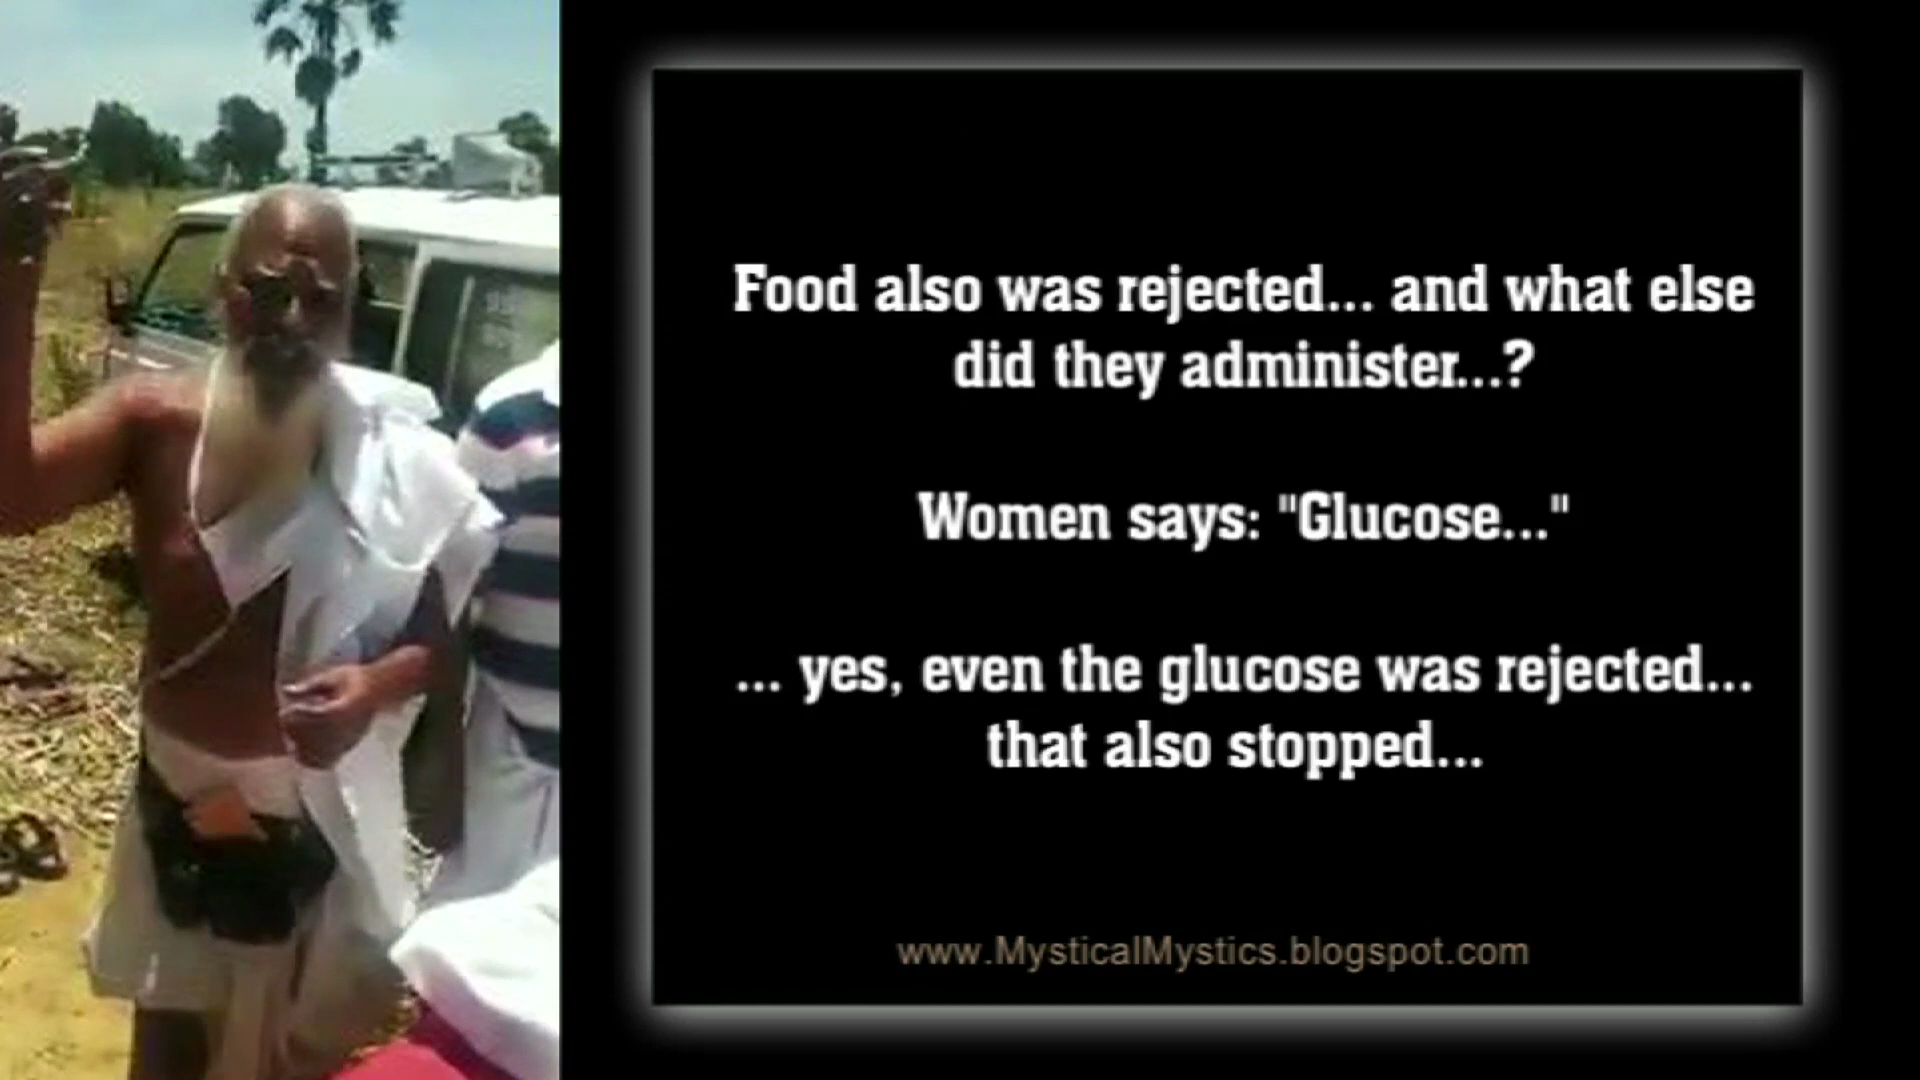 Food also was rejected... and what else
did they administer...?
Women says: "Glucose..."
... yes, even the glucose was rejected...
that also stopped...
www.MysticalMystics.blogspot.com